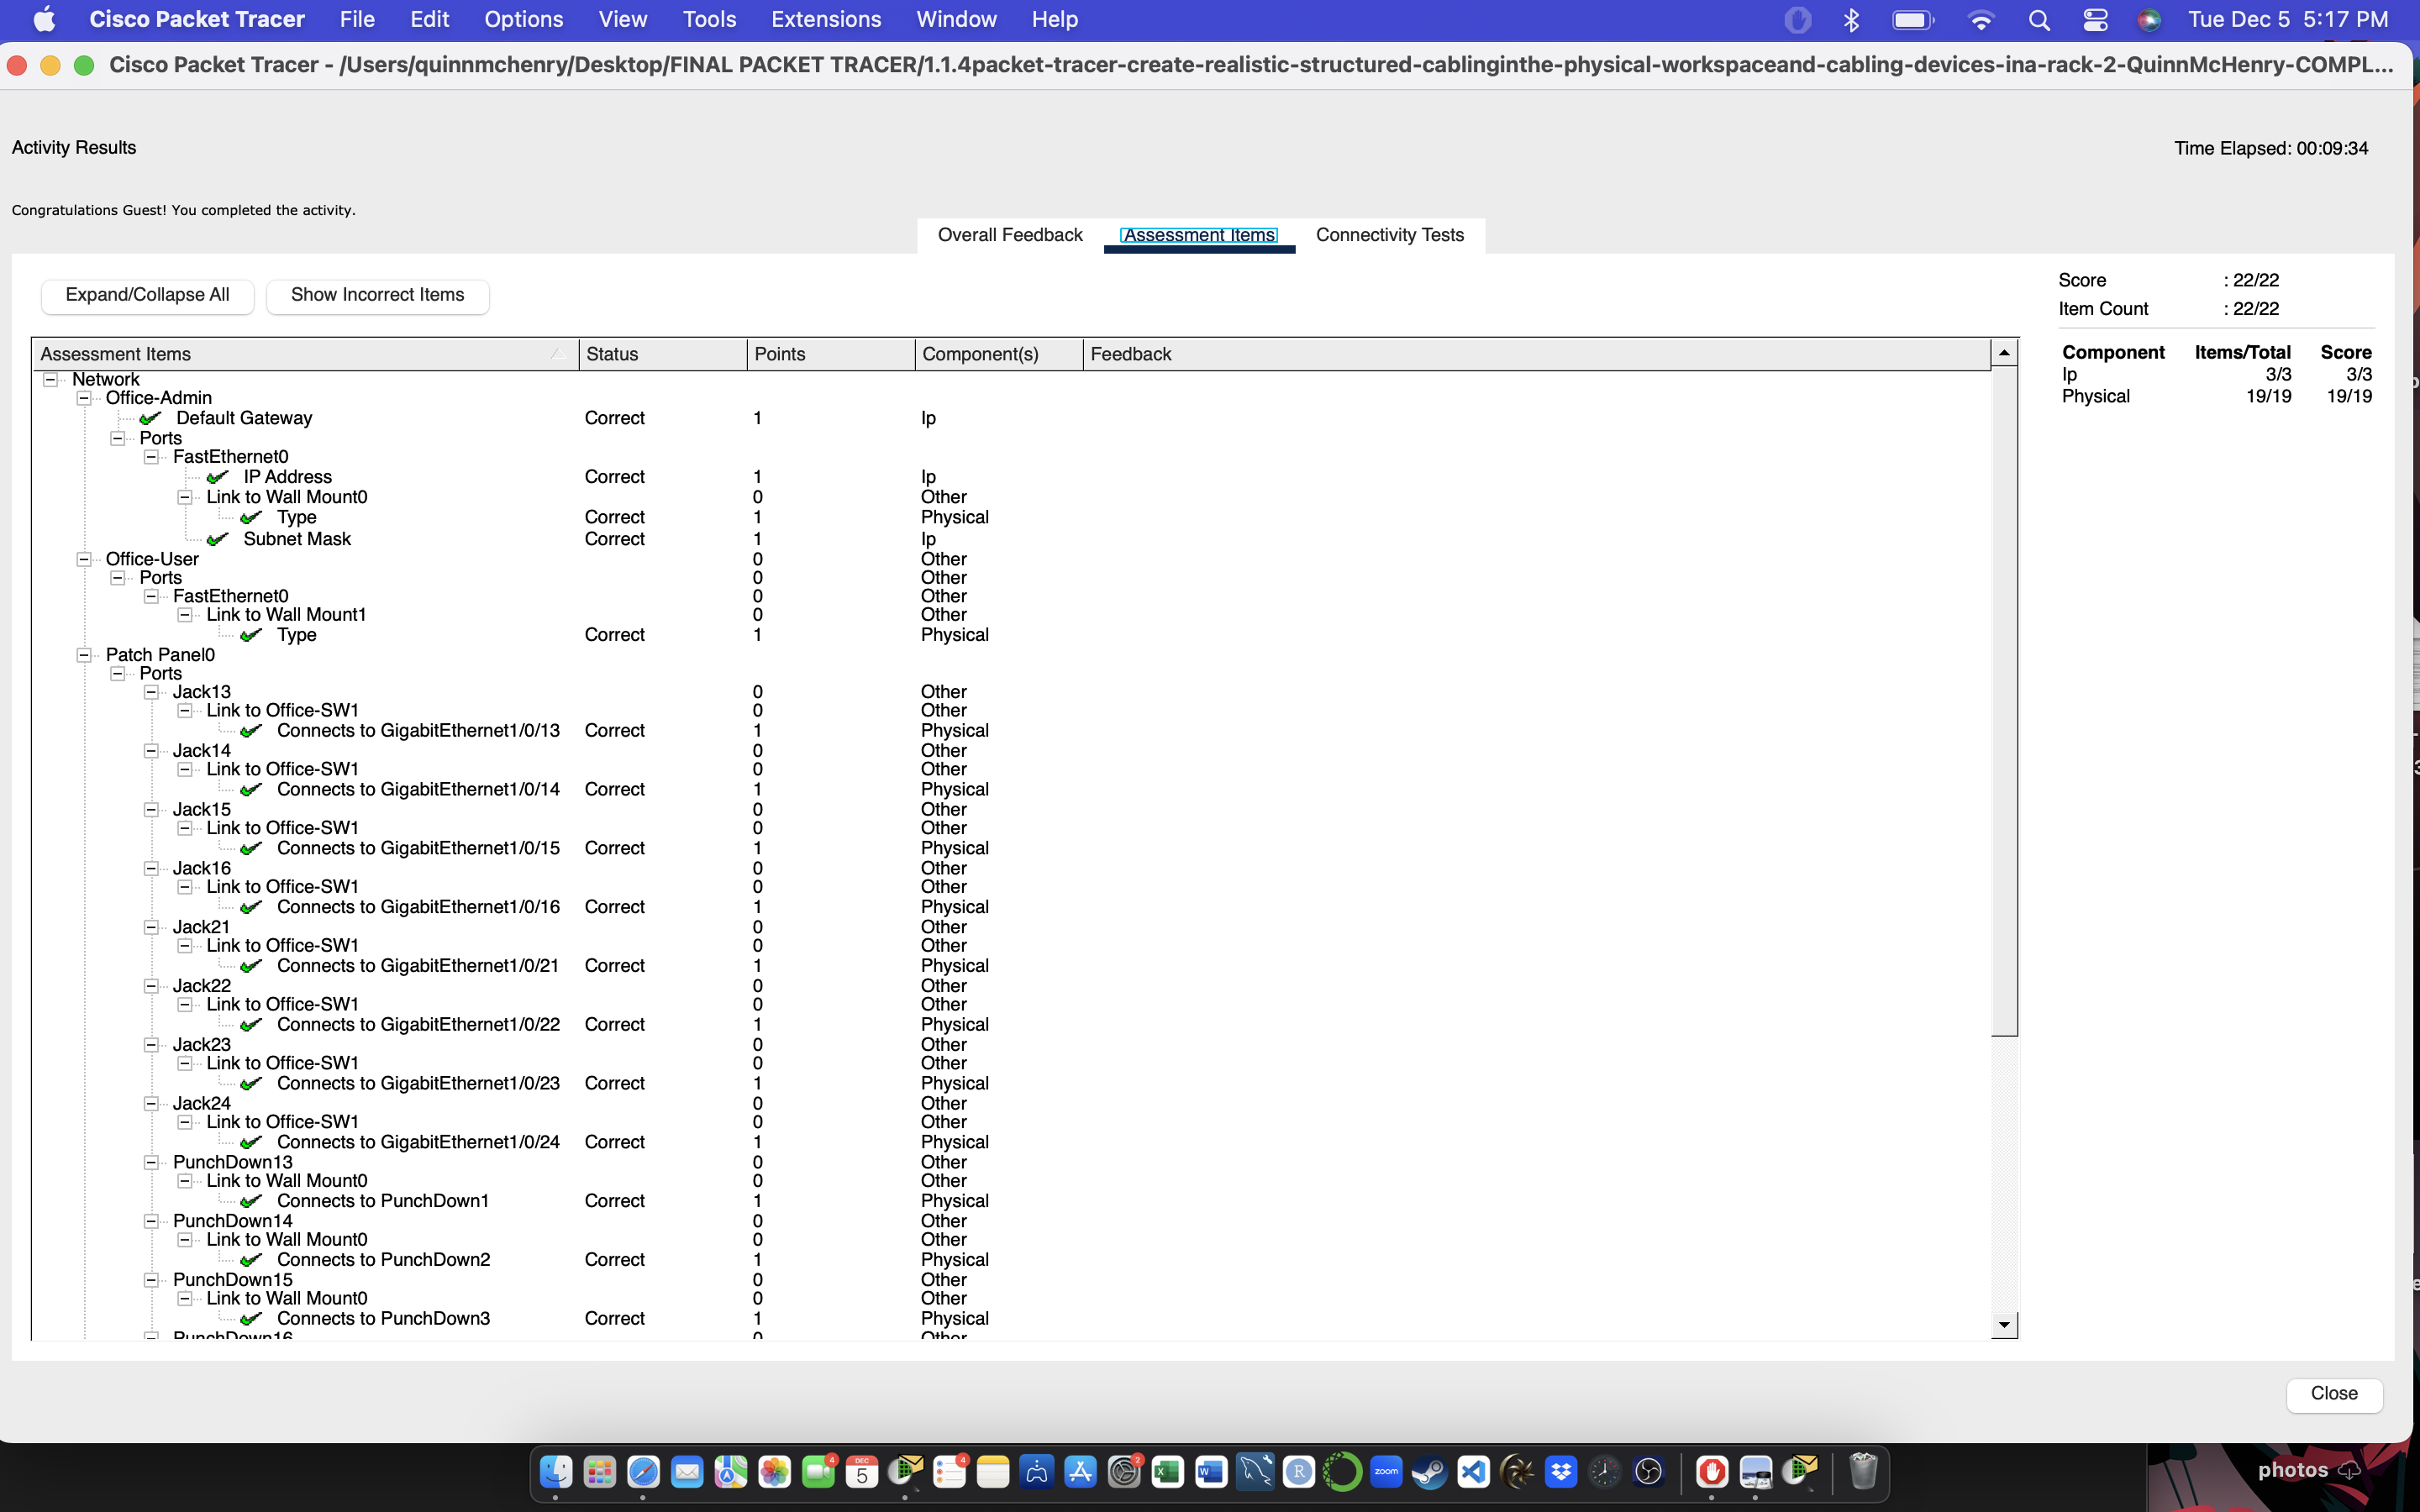 Cisco Packet Tracer File Edit Options View Tools Extensions Window Help Tue Dec 5 5:17 PM
Cisco Packet Tracer - /Users/quinnmchenry/Desktop/FINAL PACKET TRACER/1.1.4packet-tracer-create-realistic-structured-cablinginthe-physical-workspaceand-cabling-devices-ina-rack-2-QuinnMcHenry-COMPL...
Activity Results Time Elapsed: 00:09:34
Congratulations Guest! You completed the activity.
Overall Feedback Assessment Items Connectivity Tests
Expand/Collapse All Show Incorrect Items
Score : 22/22
Item Count : 22/22
Component Items/Total Score
Ip 3/3 3/3
Physical 19/19 19/19
Assessment Items Status Points Component(s) Feedback
Network
Office-Admin
Default Gateway Correct 1 Ip
Ports
FastEthernet0
IP Address Correct 1 Ip
Link to Wall Mount0 0 Other
Type Correct 1 Physical
Subnet Mask Correct 1 Ip
Office-User 0 Other
Ports 0 Other
FastEthernet0 0 Other
Link to Wall Mount1 0 Other
Type Correct 1 Physical
Patch Panel0
Ports
Jack13 0 Other
Link to Office-SW1 0 Other
Connects to GigabitEthernet1/0/13 Correct 1 Physical
Jack14 0 Other
Link to Office-SW1 0 Other
Connects to GigabitEthernet1/0/14 Correct 1 Physical
Jack15 0 Other
Link to Office-SW1 0 Other
Connects to GigabitEthernet1/0/15 Correct 1 Physical
Jack16 0 Other
Link to Office-SW1 0 Other
Connects to GigabitEthernet1/0/16 Correct 1 Physical
Jack21 0 Other
Link to Office-SW1 0 Other
Connects to GigabitEthernet1/0/21 Correct 1 Physical
Jack22 0 Other
Link to Office-SW1 0 Other
Connects to GigabitEthernet1/0/22 Correct 1 Physical
Jack23 0 Other
Link to Office-SW1 0 Other
Connects to GigabitEthernet1/0/23 Correct 1 Physical
Jack24 0 Other
Link to Office-SW1 0 Other
Connects to GigabitEthernet1/0/24 Correct 1 Physical
PunchDown13 0 Other
Link to Wall Mount0 0 Other
Connects to PunchDown1 Correct 1 Physical
PunchDown14 0 Other
Link to Wall Mount0 0 Other
Connects to PunchDown2 Correct 1 Physical
PunchDown15 0 Other
Link to Wall Mount0 0 Other
Connects to PunchDown3 Correct 1 Physical
PunchDown16 0 Other
Close
4 DEC 5 4 2 X W R zoom
photos